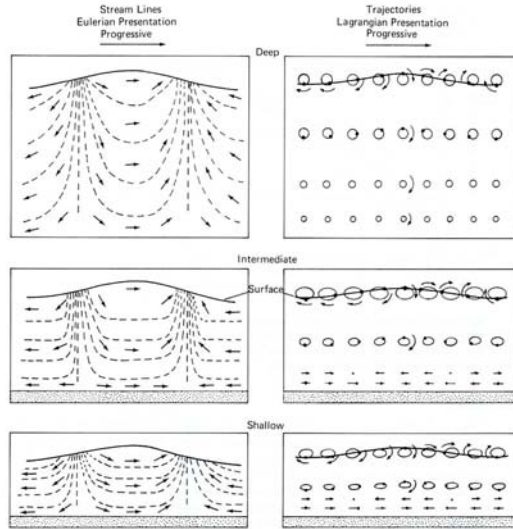 Stream Lines
Eulerian Presentation
Progressive
Trajectories
Lagrangian Presentation
Progressive
Deep
Intermediate
Surface
Shallow